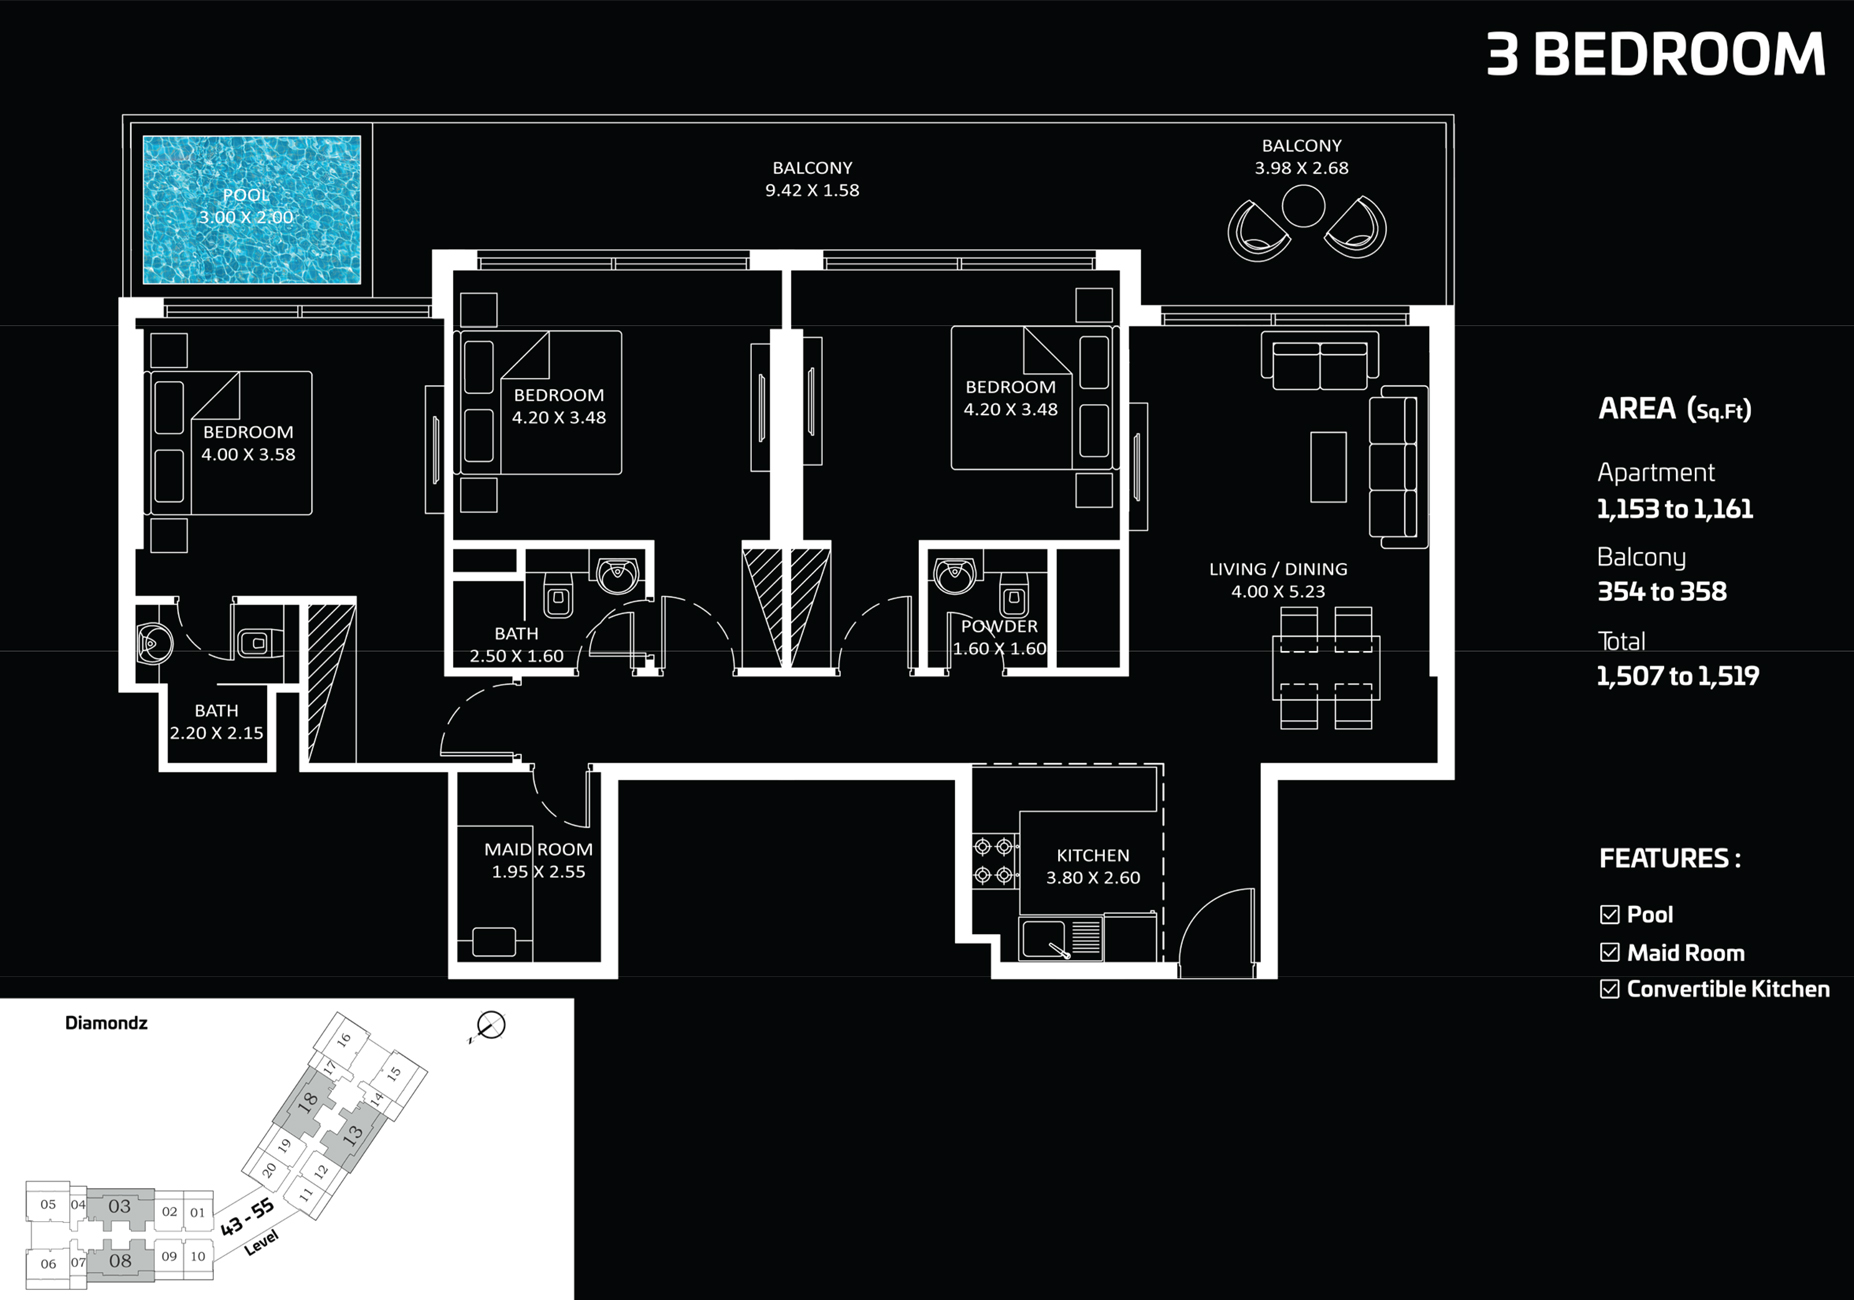 3 BEDROOM
BALCONY
3.98 X 2.68
BALCONY
9.42 X 1.58
POOL
3.00 X 2.00
BEDROOM
4.00 X 3.58
BEDROOM
4.20 X 3.48
BEDROOM
4.20 X 3.48
LIVING / DINING
4.00 X 5.23
BATH
2.50 X 1.60
POWDER
1.60 X 1.60
BATH
2.20 X 2.15
MAID ROOM
1.95 X 2.55
KITCHEN
3.80 X 2.60
AREA (Sq.Ft)
Apartment
1,153 to 1,161
Balcony
354 to 358
Total
1,507 to 1,519
FEATURES :
Pool
Maid Room
Convertible Kitchen
Diamondz
N
16
17
15
18
14
13
19
20
12
11
05
04
03
02
01
43 - 55
Level
06
07
08
09
10